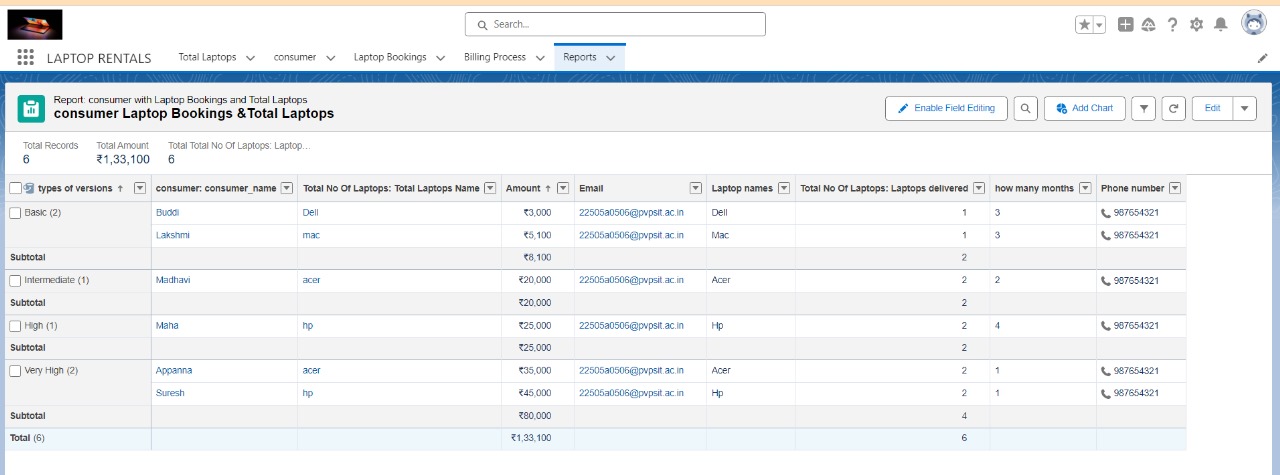 Search...
LAPTOP RENTALS Total Laptops consumer Laptop Bookings Billing Process Reports
Report: consumer with Laptop Bookings and Total Laptops
consumer Laptop Bookings &Total Laptops
Enable Field Editing Add Chart Edit
Total Records Total Amount Total Total No Of Laptops: Laptop...
6 ₹1,33,100 6
types of versions ↑ consumer: consumer_name Total No Of Laptops: Total Laptops Name Amount ↑ Email Laptop names Total No Of Laptops: Laptops delivered how many months Phone number
Basic (2) Buddi Dell ₹3,000 22505a0506@pvpsit.ac.in Dell 1 3 987654321
Lakshmi mac ₹5,100 22505a0506@pvpsit.ac.in Mac 1 3 987654321
Subtotal ₹8,100 2
Intermediate (1) Madhavi acer ₹20,000 22505a0506@pvpsit.ac.in Acer 2 2 987654321
Subtotal ₹20,000 2
High (1) Maha hp ₹25,000 22505a0506@pvpsit.ac.in Hp 2 4 987654321
Subtotal ₹25,000 2
Very High (2) Appanna acer ₹35,000 22505a0506@pvpsit.ac.in Acer 2 1 987654321
Suresh hp ₹45,000 22505a0506@pvpsit.ac.in Hp 2 1 987654321
Subtotal ₹80,000 4
Total (6) ₹1,33,100 6